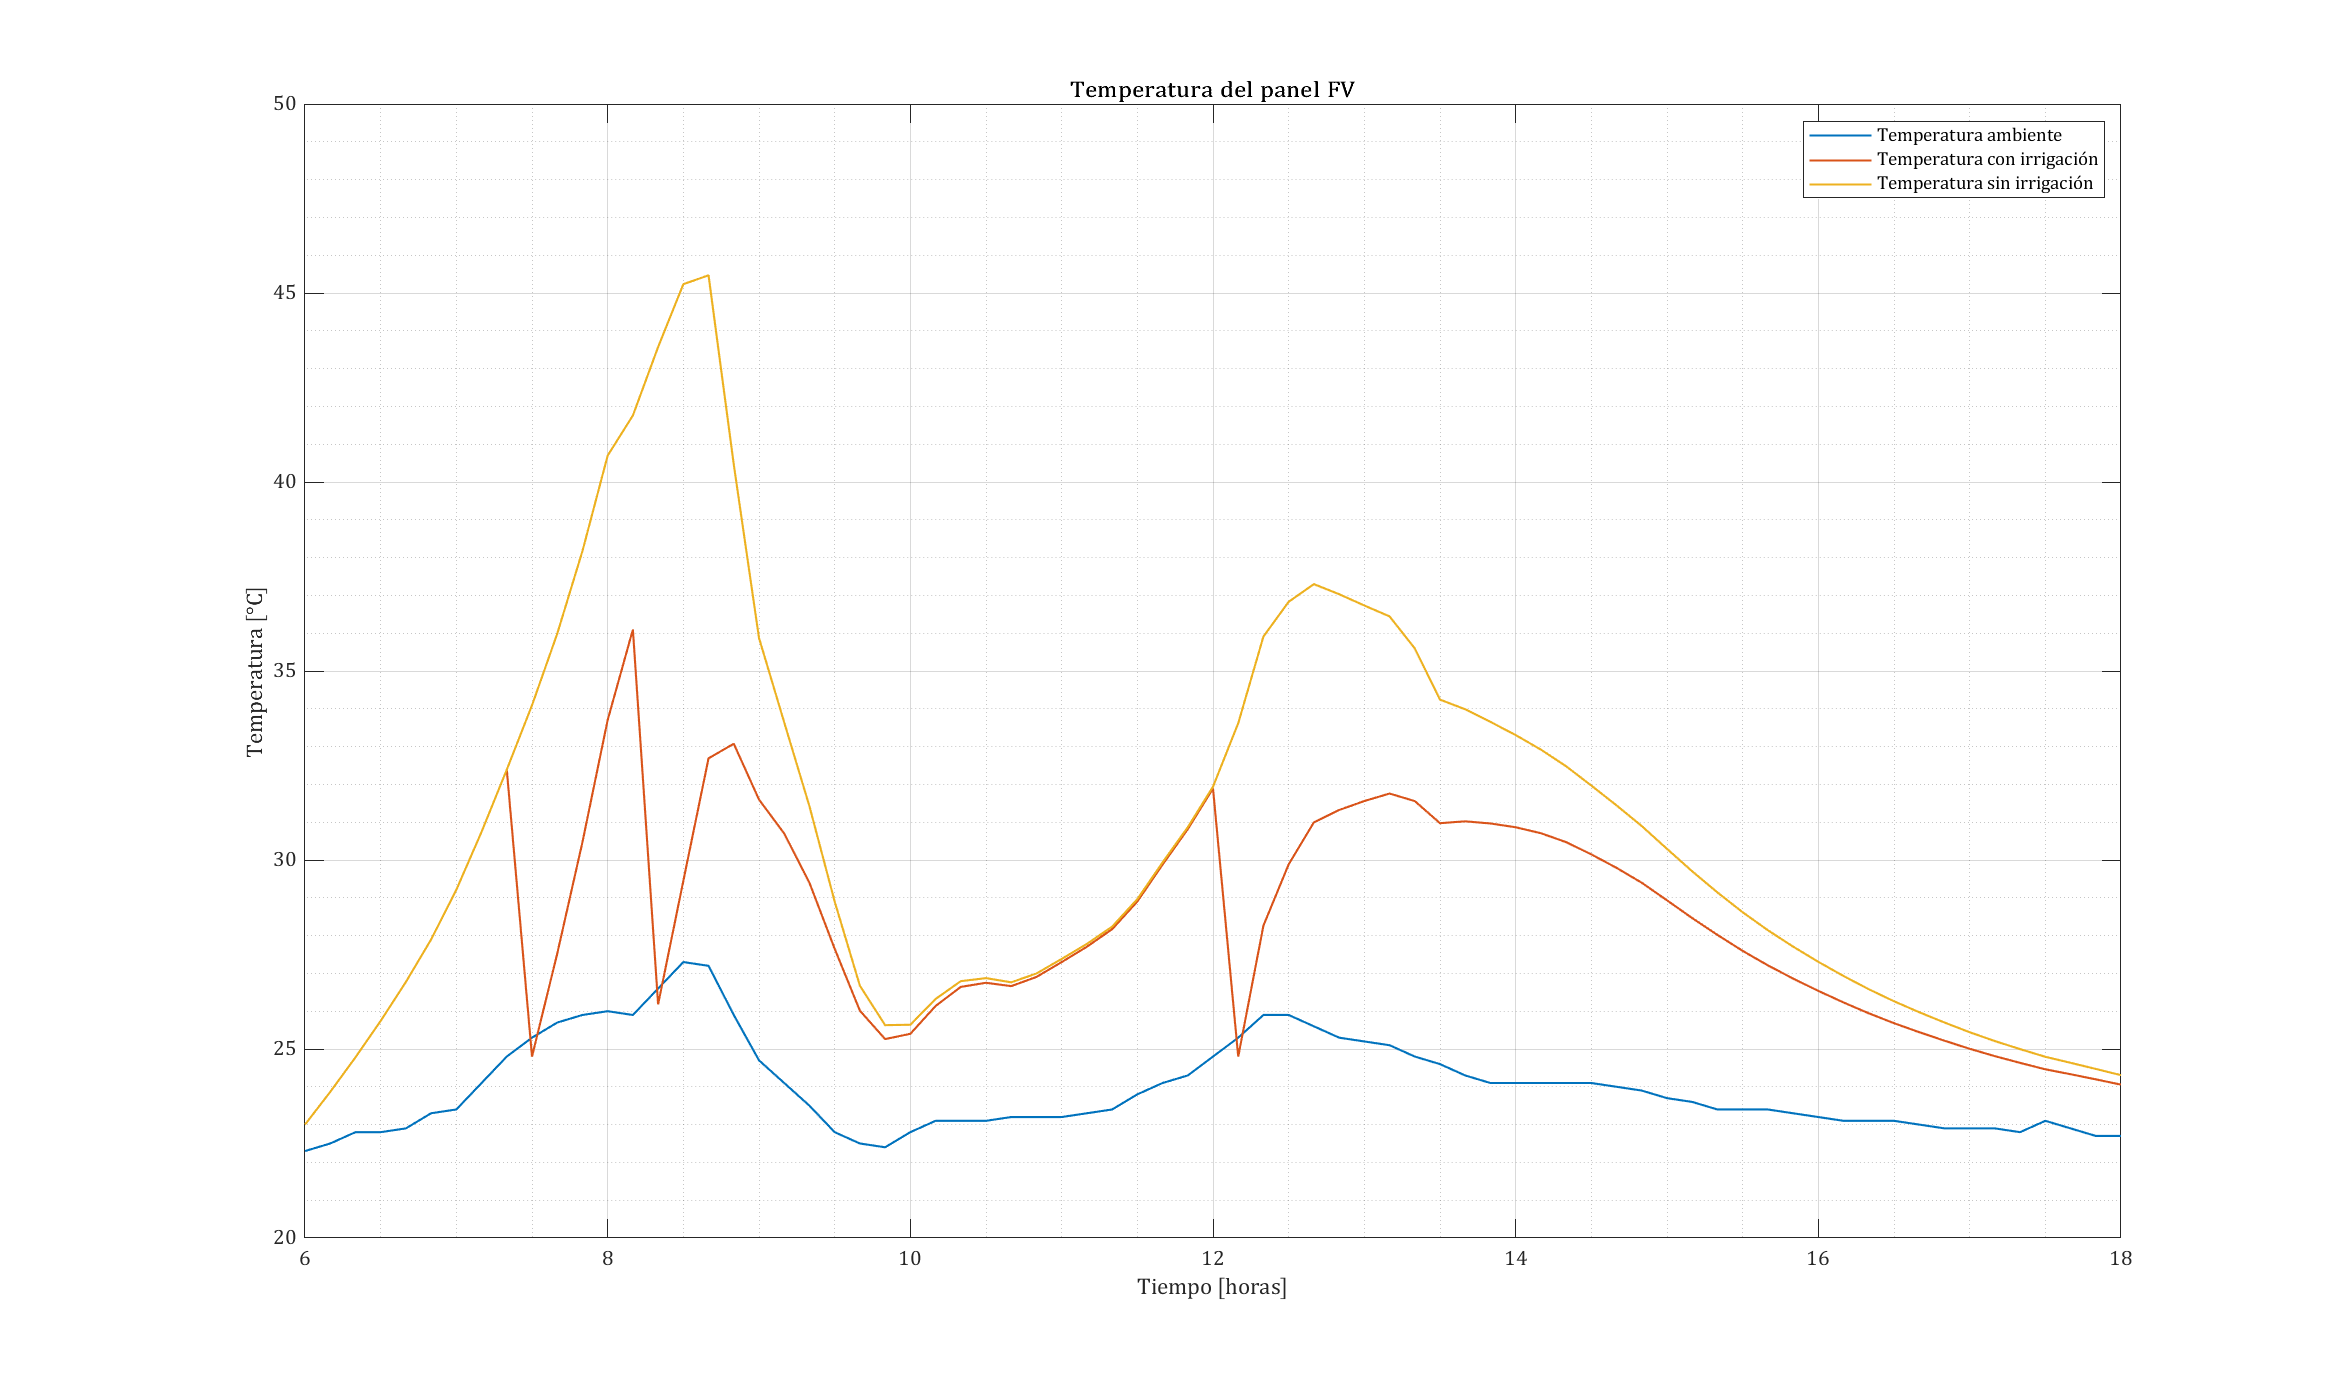 Temperatura del panel FV
50
45
40
35
30
25
20
Temperatura [°C]
Temperatura ambiente
Temperatura con irrigación
Temperatura sin irrigación
6 8 10 12 14 16 18
Tiempo [horas]